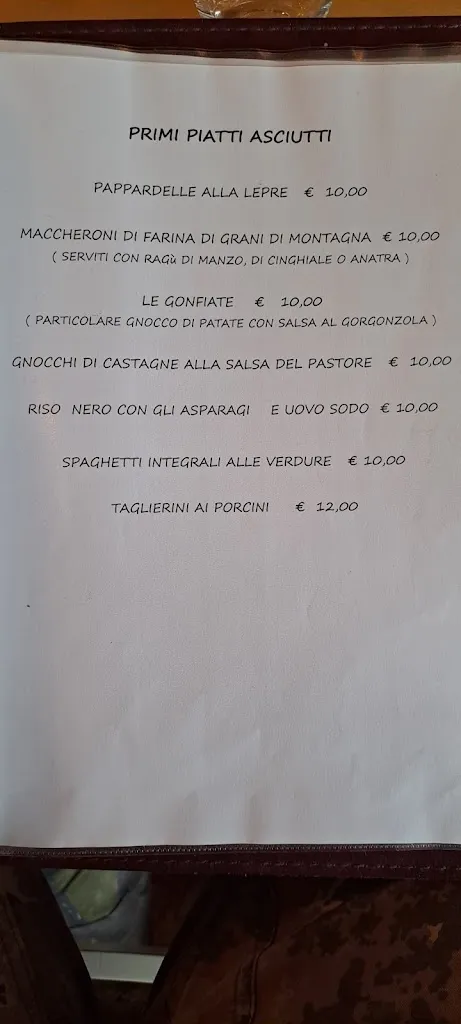 PRIMI PIATTI ASCIUTTI
PAPPARDELLE ALLA LEPRE € 10,00
MACCHERONI DI FARINA DI GRANI DI MONTAGNA € 10,00
( SERVITI CON RAGÙ DI MANZO, DI CINGHIALE O ANATRA )
LE GONFIATE € 10,00
( PARTICOLARE GNOCCO DI PATATE CON SALSA AL GORGONZOLA )
GNOCCHI DI CASTAGNE ALLA SALSA DEL PASTORE € 10,00
RISO NERO CON GLI ASPARAGI E UOVO SODO € 10,00
SPAGHETTI INTEGRALI ALLE VERDURE € 10,00
TAGLIERINI AI PORCINI € 12,00